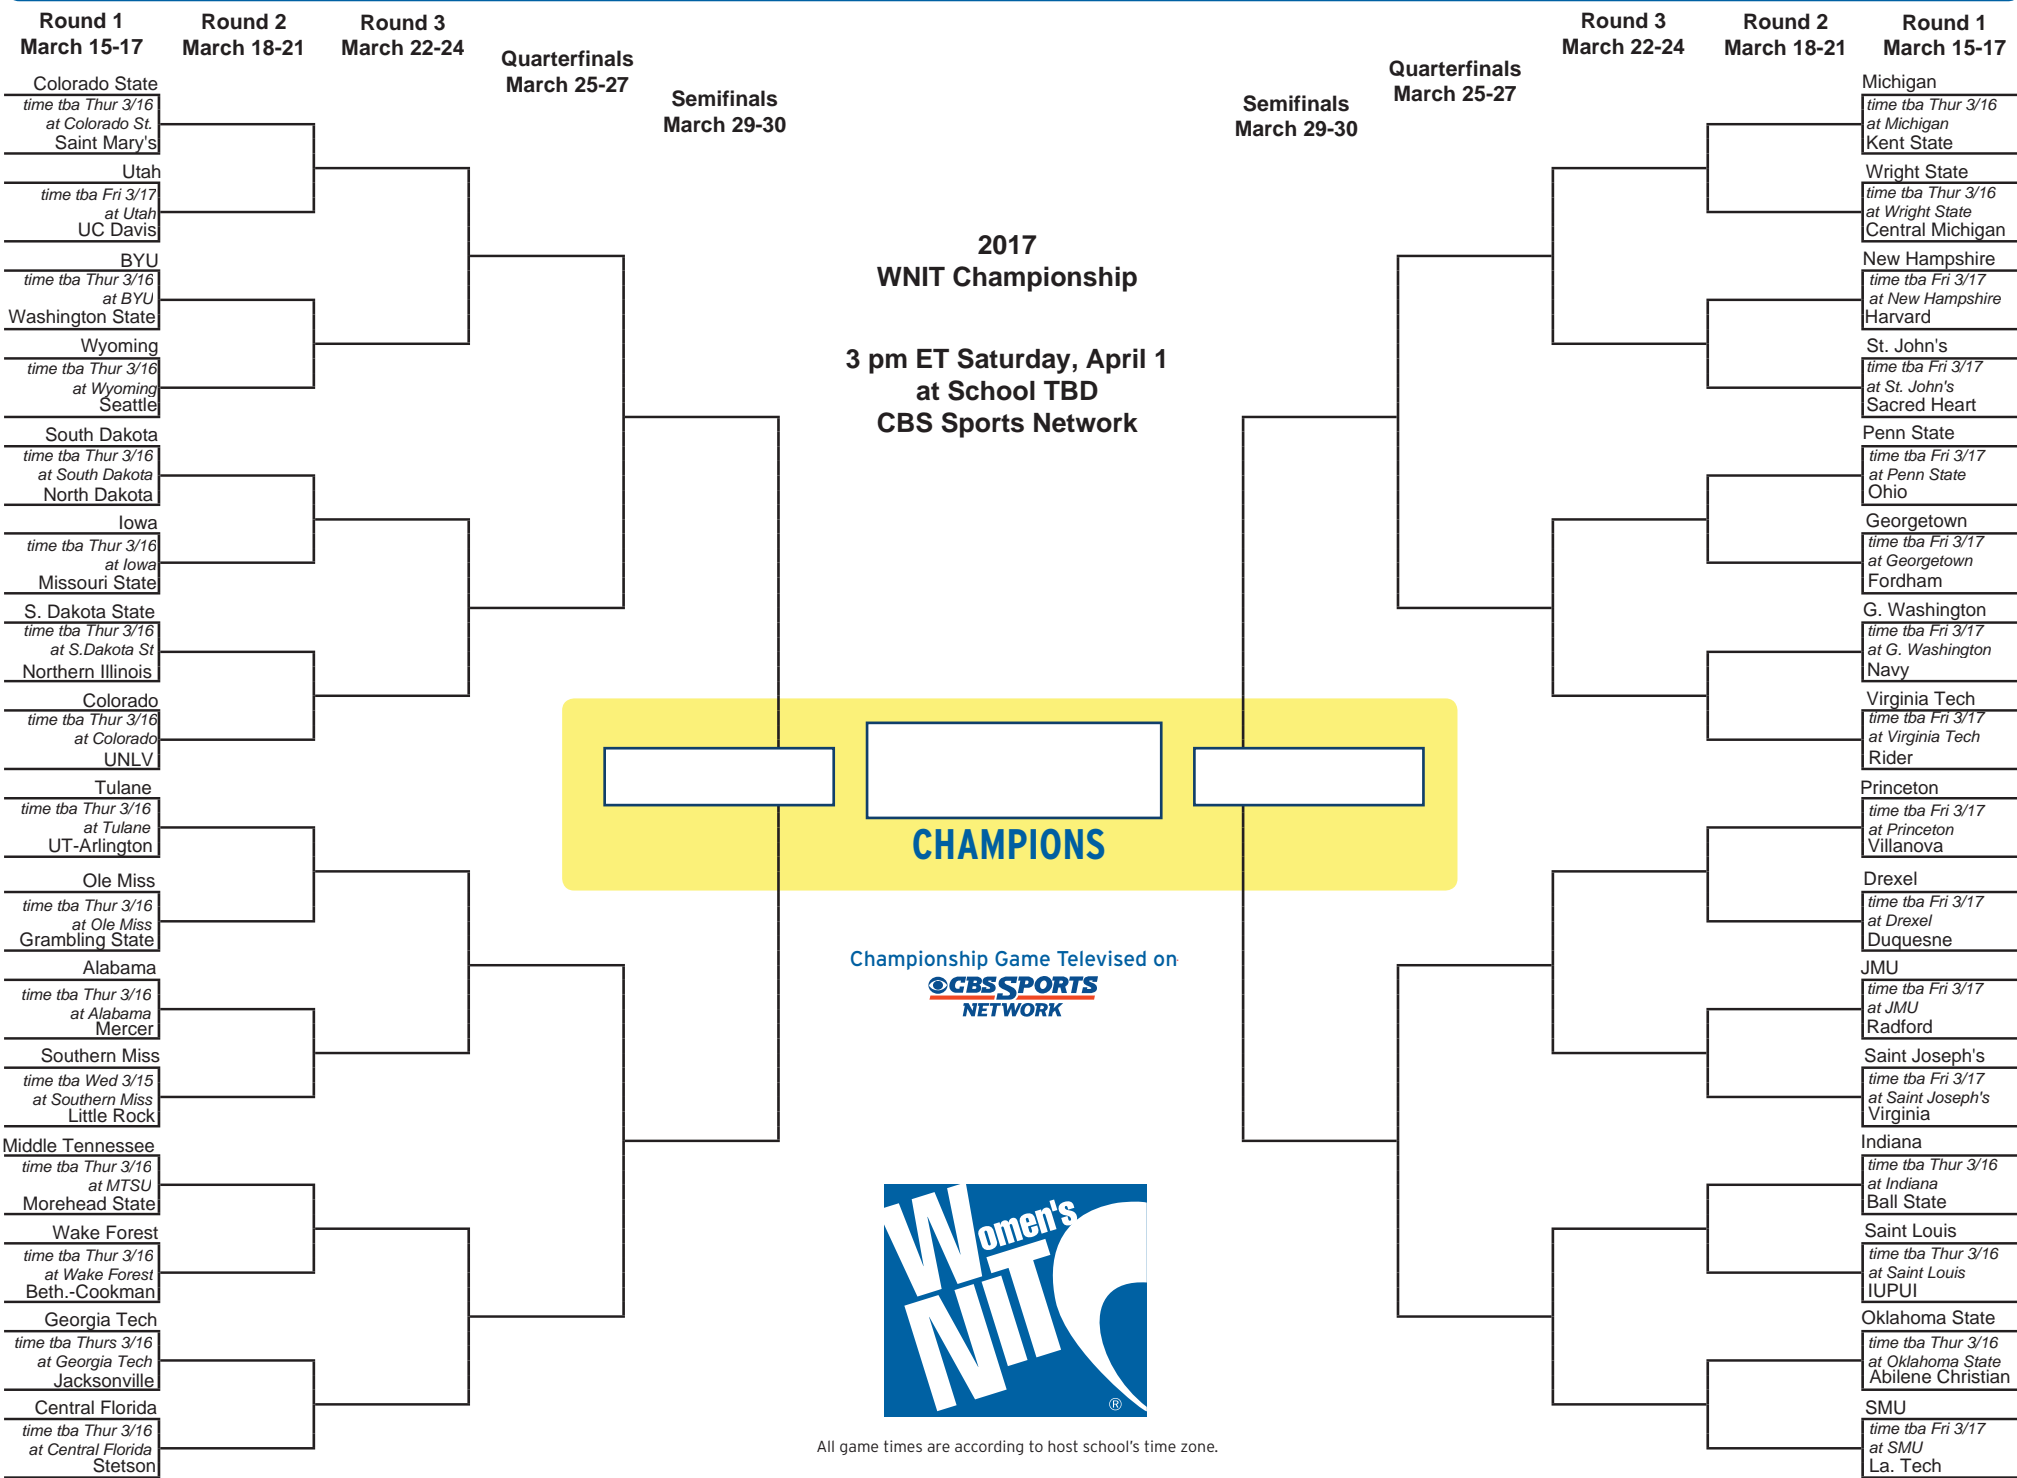 Round 1
March 15-17
Round 2
March 18-21
Round 3
March 22-24
Quarterfinals
March 25-27
Semifinals
March 29-30
Semifinals
March 29-30
Quarterfinals
March 25-27
Round 3
March 22-24
Round 2
March 18-21
Round 1
March 15-17
Colorado State
time tba Thur 3/16
at Colorado St.
Saint Mary's
Utah
time tba Fri 3/17
at Utah
UC Davis
BYU
time tba Thur 3/16
at BYU
Washington State
Wyoming
time tba Thur 3/16
at Wyoming
Seattle
South Dakota
time tba Thur 3/16
at South Dakota
North Dakota
Iowa
time tba Thur 3/16
at Iowa
Missouri State
S. Dakota State
time tba Thur 3/16
at S.Dakota St
Northern Illinois
Colorado
time tba Thur 3/16
at Colorado
UNLV
Tulane
time tba Thur 3/16
at Tulane
UT-Arlington
Ole Miss
time tba Thur 3/16
at Ole Miss
Grambling State
Alabama
time tba Thur 3/16
at Alabama
Mercer
Southern Miss
time tba Wed 3/15
at Southern Miss
Little Rock
Middle Tennessee
time tba Thur 3/16
at MTSU
Morehead State
Wake Forest
time tba Thur 3/16
at Wake Forest
Beth.-Cookman
Georgia Tech
time tba Thurs 3/16
at Georgia Tech
Jacksonville
Central Florida
time tba Thur 3/16
at Central Florida
Stetson
2017
WNIT Championship
3 pm ET Saturday, April 1
at School TBD
CBS Sports Network
CHAMPIONS
Championship Game Televised on
CBS SPORTS
NETWORK
Women's
NIT
®
All game times are according to host school's time zone.
Michigan
time tba Thur 3/16
at Michigan
Kent State
Wright State
time tba Thur 3/16
at Wright State
Central Michigan
New Hampshire
time tba Fri 3/17
at New Hampshire
Harvard
St. John's
time tba Fri 3/17
at St. John's
Sacred Heart
Penn State
time tba Fri 3/17
at Penn State
Ohio
Georgetown
time tba Fri 3/17
at Georgetown
Fordham
G. Washington
time tba Fri 3/17
at G. Washington
Navy
Virginia Tech
time tba Fri 3/17
at Virginia Tech
Rider
Princeton
time tba Fri 3/17
at Princeton
Villanova
Drexel
time tba Fri 3/17
at Drexel
Duquesne
JMU
time tba Fri 3/17
at JMU
Radford
Saint Joseph's
time tba Fri 3/17
at Saint Joseph's
Virginia
Indiana
time tba Thur 3/16
at Indiana
Ball State
Saint Louis
time tba Thur 3/16
at Saint Louis
IUPUI
Oklahoma State
time tba Thur 3/16
at Oklahoma State
Abilene Christian
SMU
time tba Fri 3/17
at SMU
La. Tech